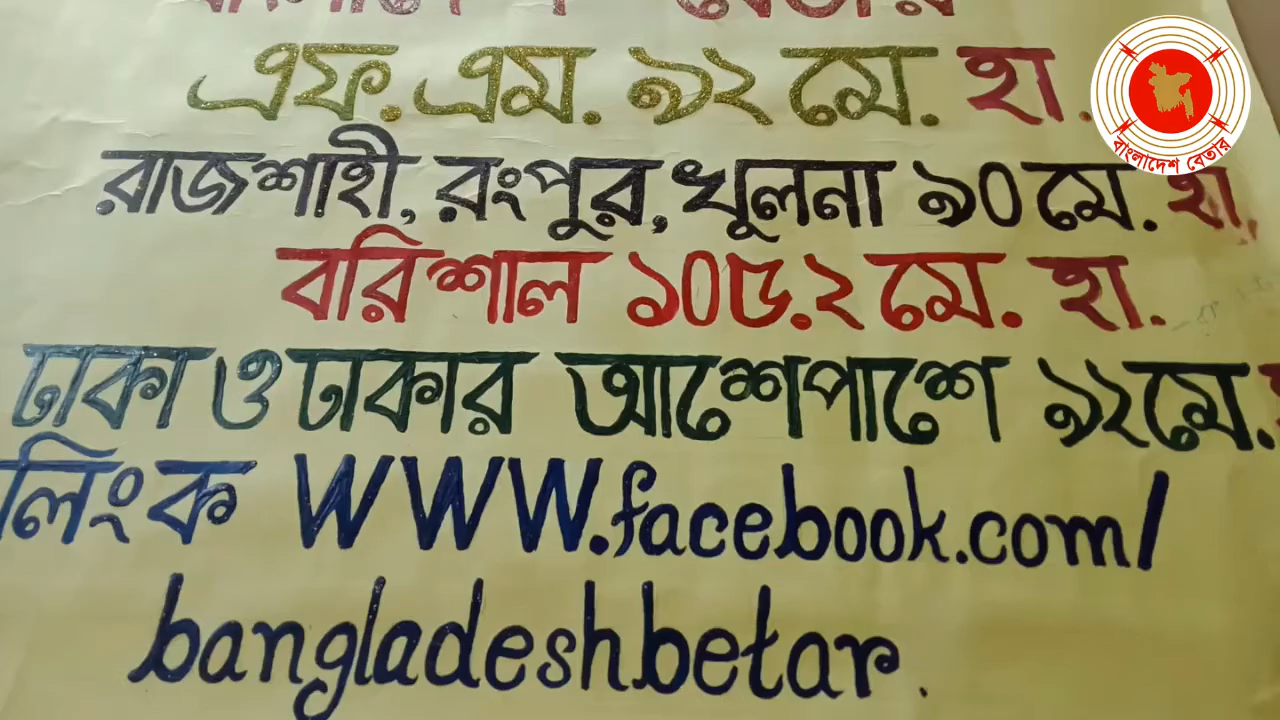 বাংলাদেশ বেতার
এফ. এম. ৯২ মে. হা.
রাজশাহী, রংপুর, খুলনা ৯০ মে. হা.
বরিশাল ১০৫.২ মে. হা.
ঢাকা ও ঢাকার আশেপাশে ৯২ মে.
লিংক WWW.facebook.com/
bangladeshbetar.
বাংলাদেশ বেতার